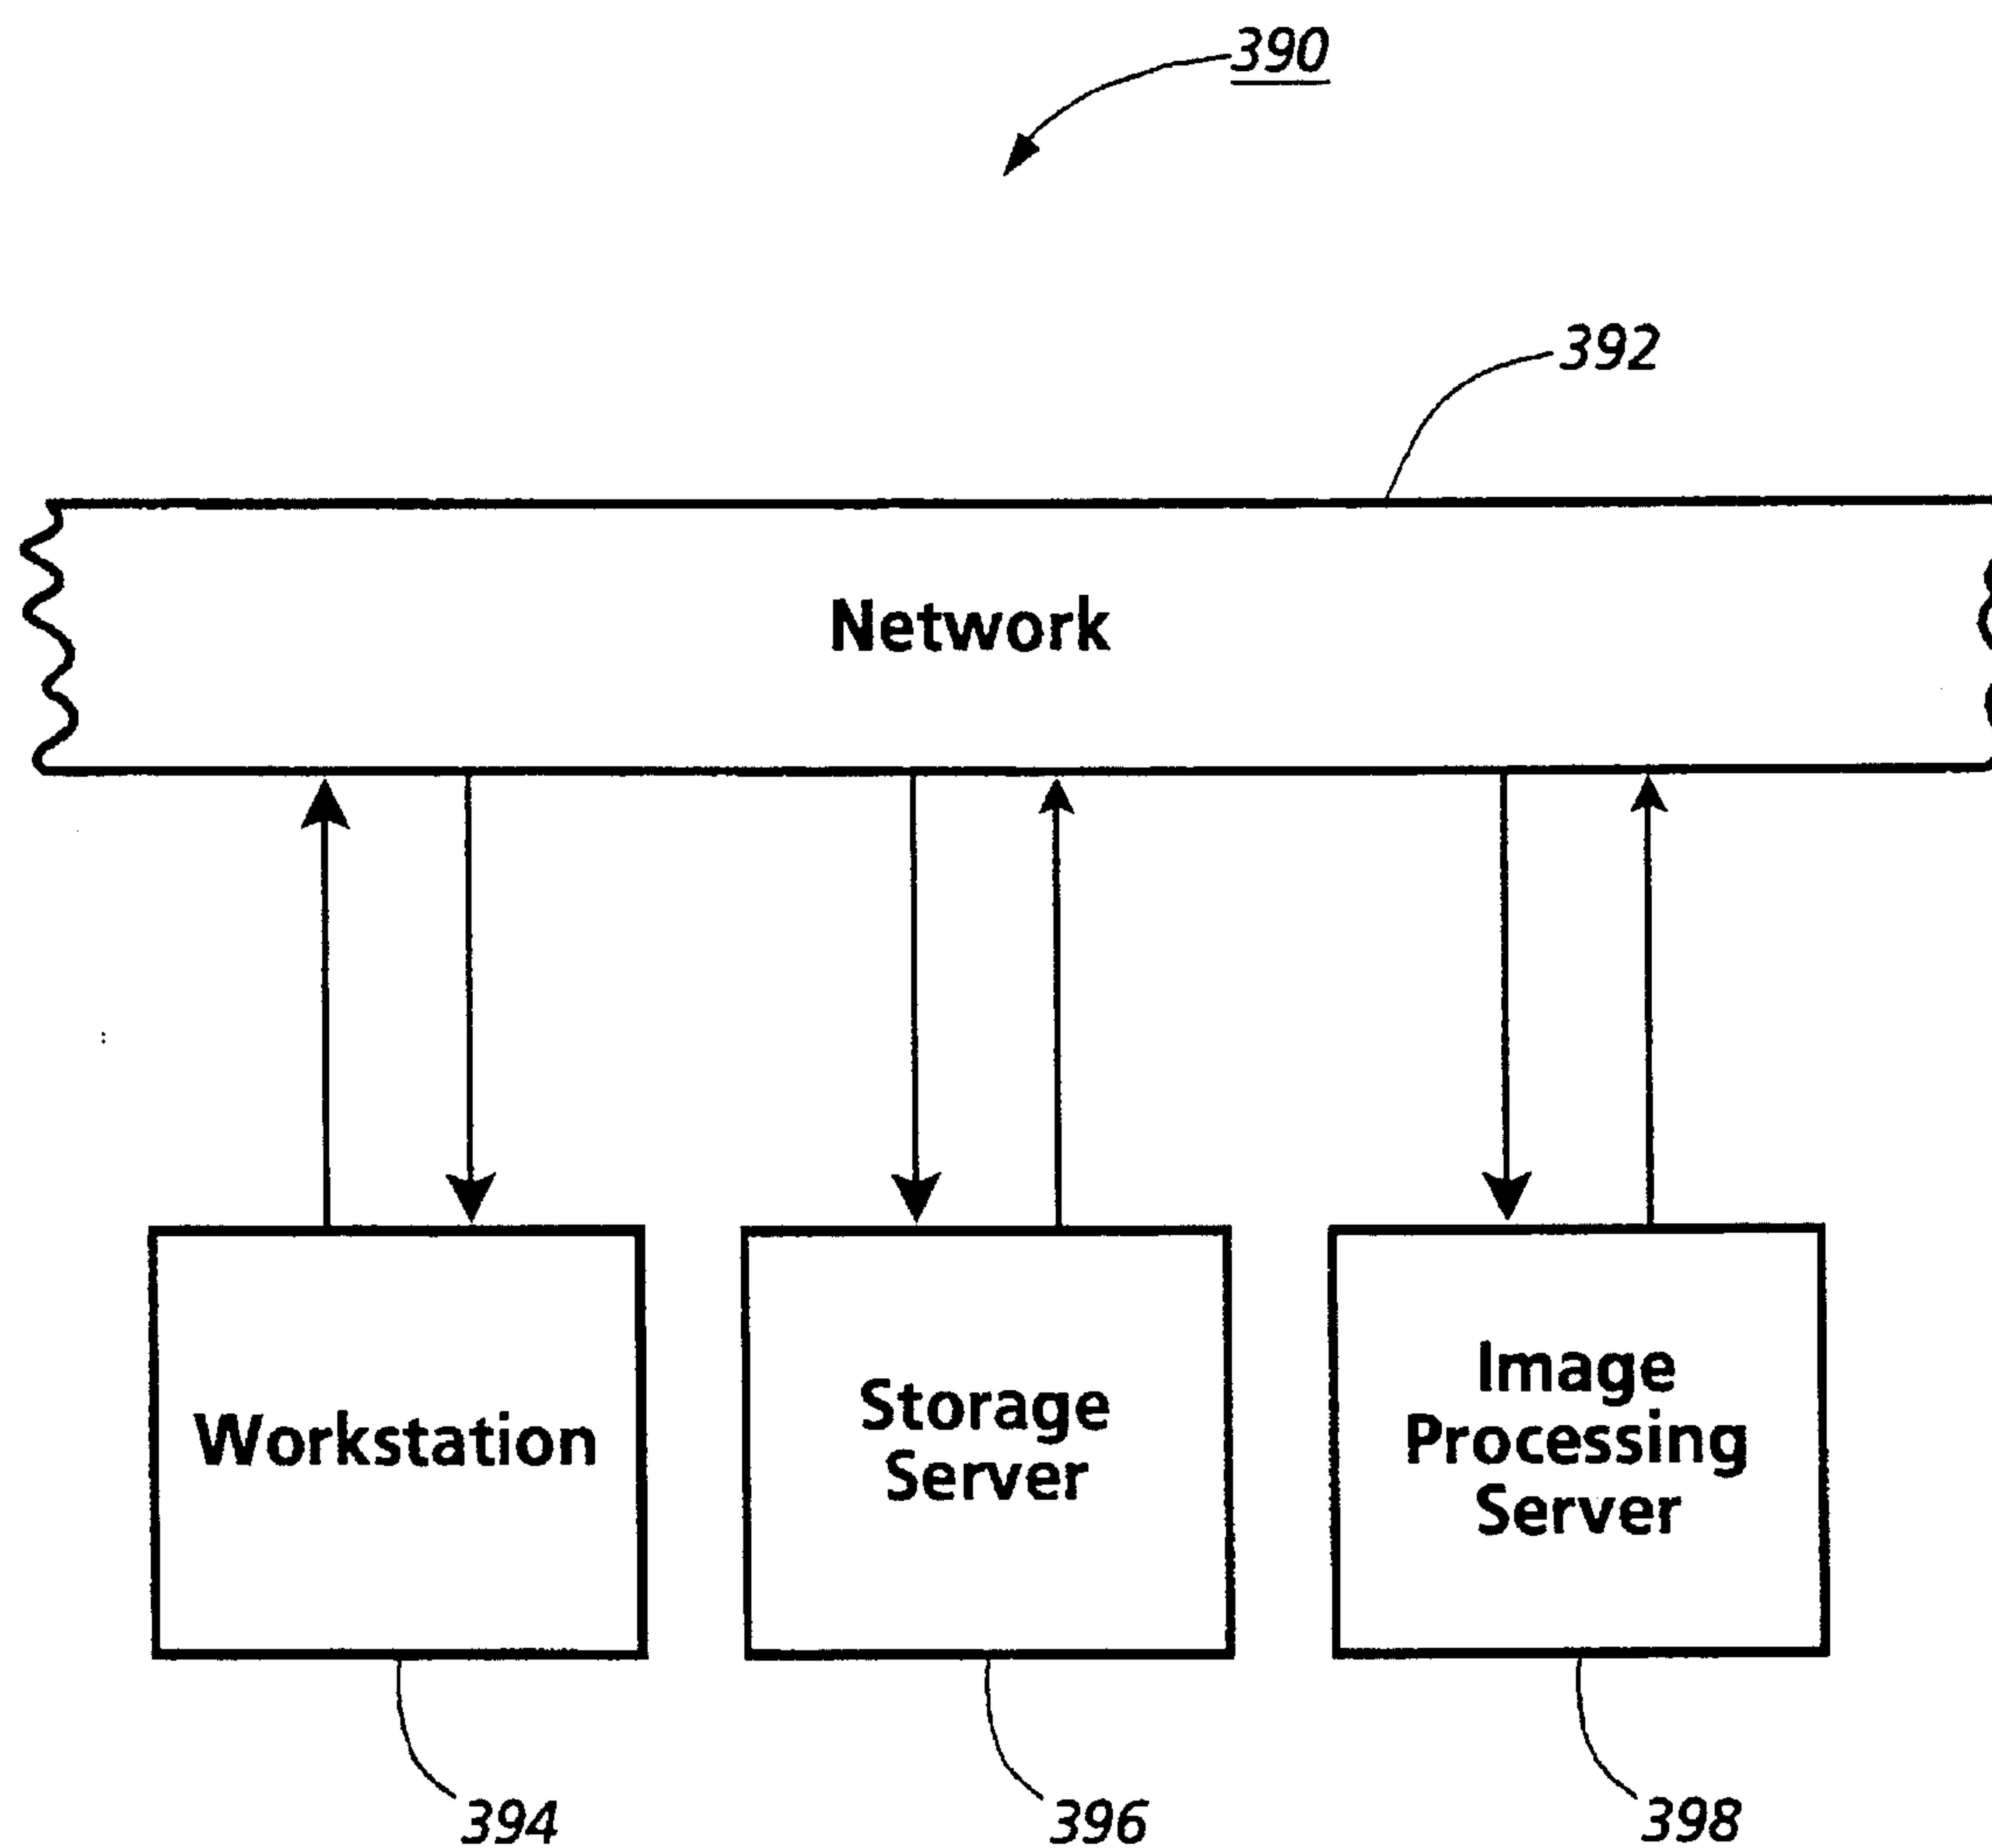 390
392
Network
Workstation
Storage
Server
Image
Processing
Server
394
396
398